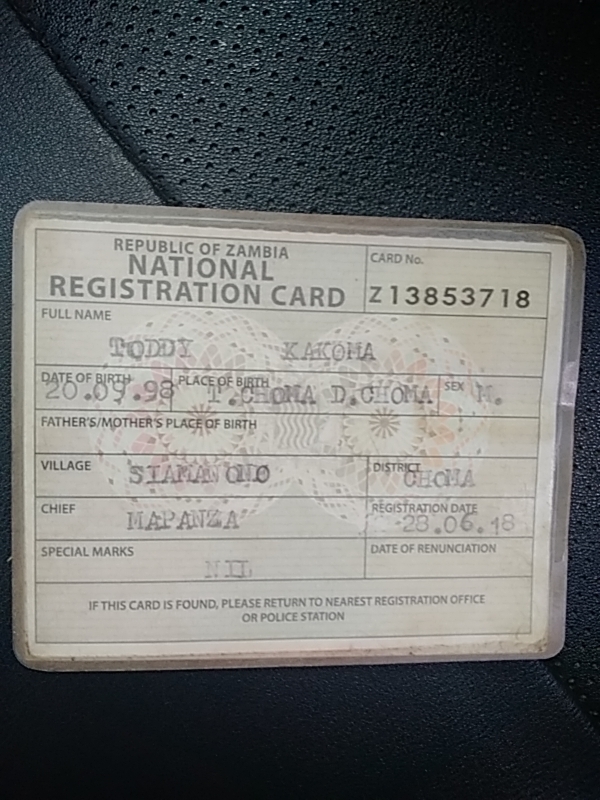 REPUBLIC OF ZAMBIA
NATIONAL
REGISTRATION CARD
CARD No.
Z13853718
FULL NAME
TODDY KAKOMA
DATE OF BIRTH PLACE OF BIRTH SEX
20.07.98 T.CHOMA D.CHOMA M.
FATHER'S/MOTHER'S PLACE OF BIRTH
VILLAGE DISTRICT
CHOMA
CHIEF REGISTRATION DATE
MAPANZA 28.06.18
SPECIAL MARKS DATE OF RENUNCIATION
NIL
IF THIS CARD IS FOUND, PLEASE RETURN TO NEAREST REGISTRATION OFFICE
OR POLICE STATION